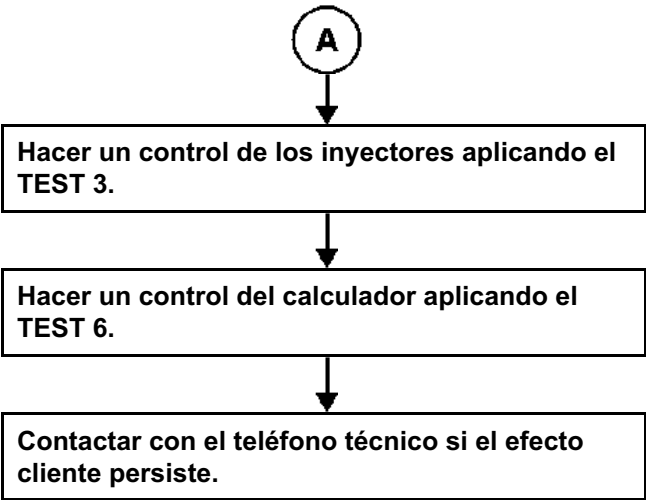 A
Hacer un control de los inyectores aplicando el
TEST 3.
Hacer un control del calculador aplicando el
TEST 6.
Contactar con el teléfono técnico si el efecto
cliente persiste.